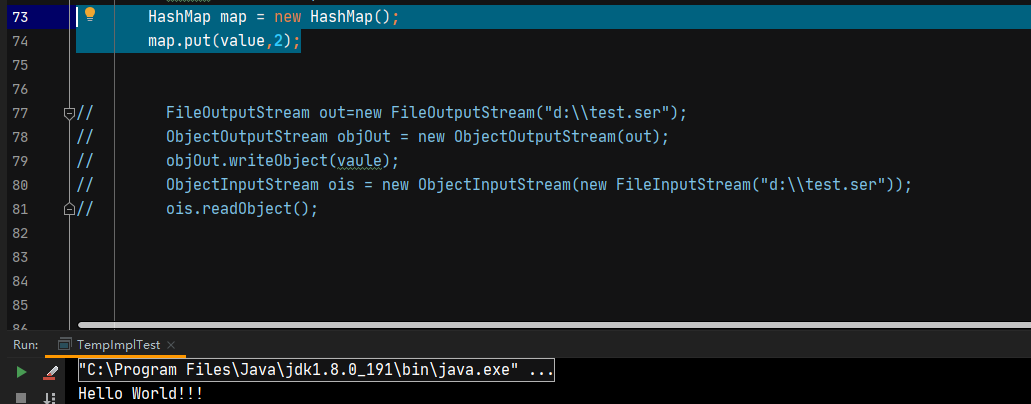 73 HashMap map = new HashMap();
74 map.put(value,2);
75
76
77 // FileOutputStream out=new FileOutputStream("d:\\test.ser");
78 // ObjectOutputStream objOut = new ObjectOutputStream(out);
79 // objOut.writeObject(vaule);
80 // ObjectInputStream ois = new ObjectInputStream(new FileInputStream("d:\\test.ser"));
81 // ois.readObject();
82
83
84
85
86
Run: TempImplTest ×
"C:\Program Files\Java\jdk1.8.0_191\bin\java.exe" ...
Hello World!!!